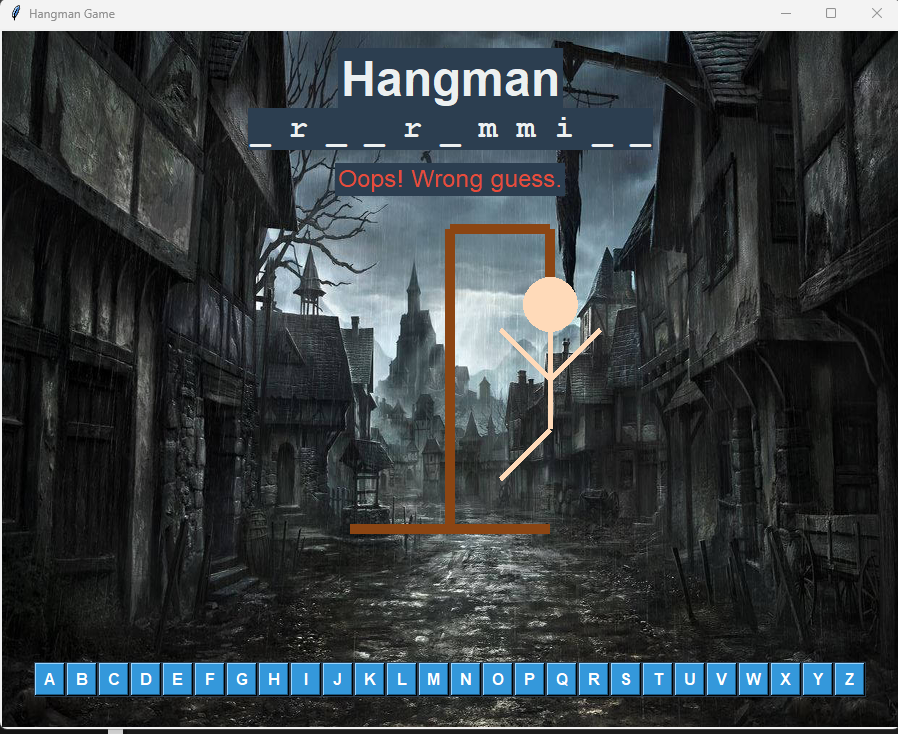 Hangman Game
Hangman
_ r _ _ r _ m m i _ _
Oops! Wrong guess.
A B C D E F G H I J K L M N O P Q R S T U V W X Y Z